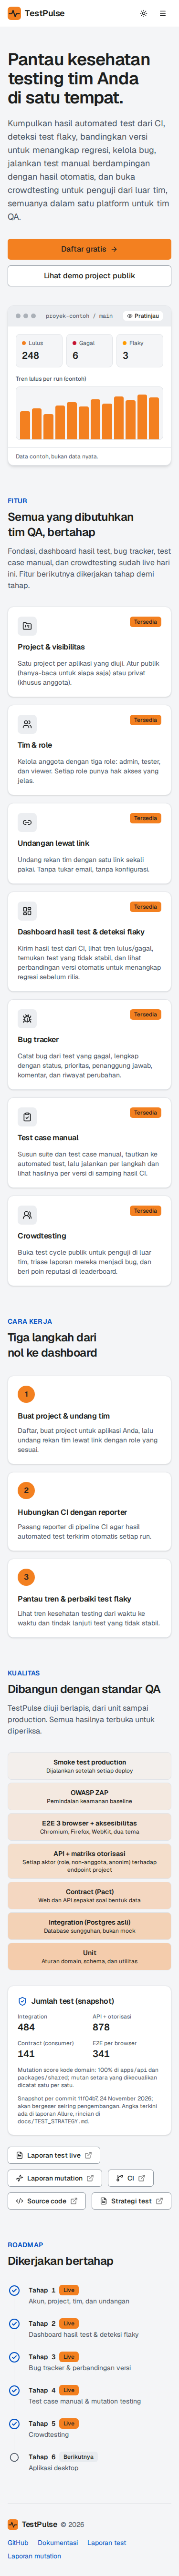 TestPulse
Pantau kesehatan
testing tim Anda
di satu tempat.
Kumpulkan hasil automated test dari CI,
deteksi test flaky, bandingkan versi
untuk menangkap regresi, kelola bug,
jalankan test manual berdampingan
dengan hasil otomatis, dan buka
crowdtesting untuk penguji dari luar tim,
semuanya dalam satu platform untuk tim
QA.
Daftar gratis →
Lihat demo project publik
proyek-contoh / main
Pratinjau
Lulus
248
Gagal
6
Flaky
3
Tren lulus per run (contoh)
Data contoh, bukan data nyata.
FITUR
Semua yang dibutuhkan
tim QA, bertahap
Fondasi, dashboard hasil test, bug tracker, test
case manual, dan crowdtesting sudah live hari
ini. Fitur berikutnya dikerjakan tahap demi
tahap.
Tersedia
Project & visibilitas
Satu project per aplikasi yang diuji. Atur publik
(hanya-baca untuk siapa saja) atau privat
(khusus anggota).
Tersedia
Tim & role
Kelola anggota dengan tiga role: admin, tester,
dan viewer. Setiap role punya hak akses yang
jelas.
Tersedia
Undangan lewat link
Undang rekan tim dengan satu link sekali
pakai. Tanpa tukar email, tanpa konfigurasi.
Tersedia
Dashboard hasil test & deteksi flaky
Kirim hasil test dari CI, lihat tren lulus/gagal,
temukan test yang tidak stabil, dan lihat
perbandingan versi otomatis untuk menangkap
regresi sebelum rilis.
Tersedia
Bug tracker
Catat bug dari test yang gagal, lengkap
dengan status, prioritas, penanggung jawab,
komentar, dan riwayat perubahan.
Tersedia
Test case manual
Susun suite dan test case manual, tautkan ke
automated test, lalu jalankan per langkah dan
lihat hasilnya per versi di samping hasil CI.
Tersedia
Crowdtesting
Buka test cycle publik untuk penguji di luar
tim, triase laporan mereka menjadi bug, dan
beri poin reputasi di leaderboard.
CARA KERJA
Tiga langkah dari
nol ke dashboard
1
Buat project & undang tim
Daftar, buat project untuk aplikasi Anda, lalu
undang rekan tim lewat link dengan role yang
sesuai.
2
Hubungkan CI dengan reporter
Pasang reporter di pipeline CI agar hasil
automated test terkirim otomatis setiap run.
3
Pantau tren & perbaiki test flaky
Lihat tren kesehatan test dari waktu ke
waktu dan tindak lanjuti test yang tidak stabil.
KUALITAS
Dibangun dengan standar QA
TestPulse diuji berlapis, dari unit sampai
production. Semua hasilnya terbuka untuk
diperiksa.
Smoke test production
Dijalankan setelah setiap deploy
OWASP ZAP
Pemindaian keamanan baseline
E2E 3 browser + aksesibilitas
Chromium, Firefox, WebKit, dua tema
API + matriks otorisasi
Setiap aktor (role, non-anggota, anonim) terhadap
endpoint project
Contract (Pact)
Web dan API sepakat soal bentuk data
Integration (Postgres asli)
Database sungguhan, bukan mock
Unit
Aturan domain, schema, dan utilitas
Jumlah test (snapshot)
Integration
484
API + otorisasi
878
Contract (consumer)
141
E2E per browser
341
Mutation score kode domain: 100% di apps/api dan
packages/shared; mutan setara yang dikecualikan
dicatat satu per satu.
Snapshot per commit 11f04b7, 24 November 2026;
akan bergeser seiring pengembangan. Angka terkini
ada di laporan Allure, rincian di
docs/TEST_STRATEGY.md.
Laporan test live
Laporan mutation
CI
Source code
Strategi test
ROADMAP
Dikerjakan bertahap
Tahap 1 Live
Akun, project, tim, dan undangan
Tahap 2 Live
Dashboard hasil test & deteksi flaky
Tahap 3 Live
Bug tracker & perbandingan versi
Tahap 4 Live
Test case manual & mutation testing
Tahap 5 Live
Crowdtesting
Tahap 6 Berikutnya
Aplikasi desktop
TestPulse © 2026
GitHub Dokumentasi Laporan test
Laporan mutation